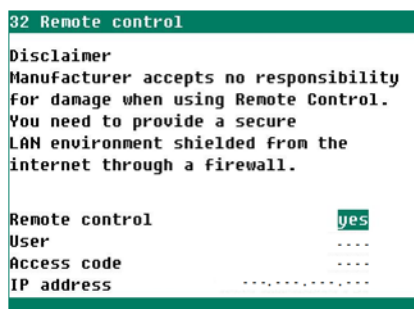 32 Remote control
Disclaimer
Manufacturer accepts no responsibility
for damage when using Remote Control.
You need to provide a secure
LAN environment shielded from the
internet through a firewall.
Remote control yes
User ----
Access code ----
IP address ---.---.---.---